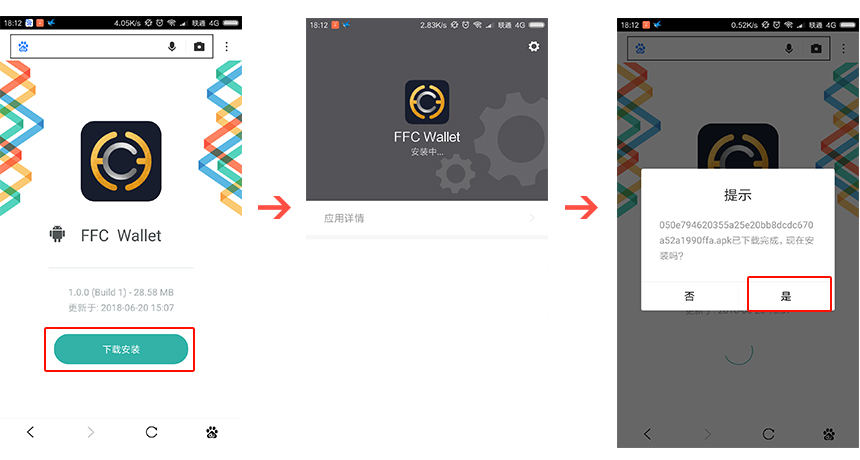 18:12
4.05K/s
联通 4G
FFC Wallet
1.0.0 (Build 1) - 28.58 MB
更新于: 2018-06-20 15:07
下载安装
18:12
2.83K/s
联通 4G
FFC Wallet
安装中...
应用详情
18:12
0.52K/s
联通 4G
提示
050e794620355a25e20bb8dcdc670
a52a1990ffa.apk已下载完成，现在安
装吗？
否
是